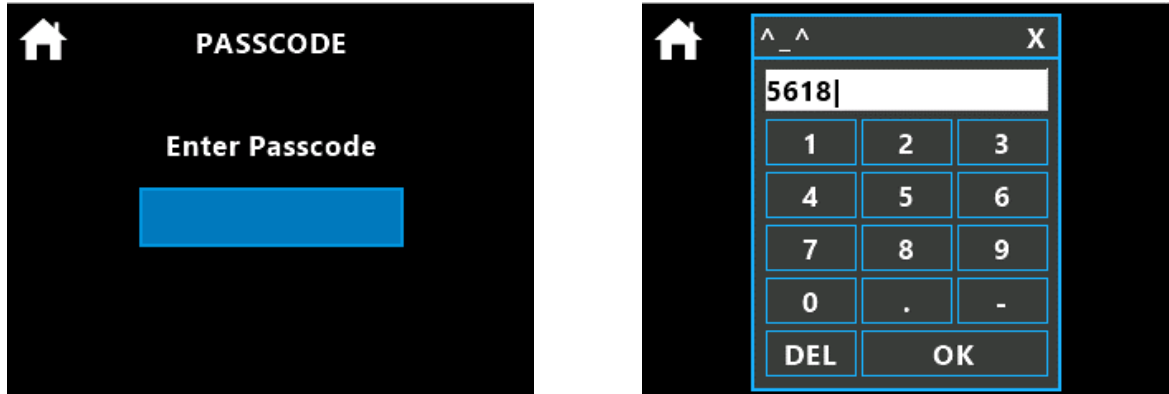 PASSCODE
Enter Passcode
^_^ X
5618
1 2 3
4 5 6
7 8 9
0 . -
DEL OK